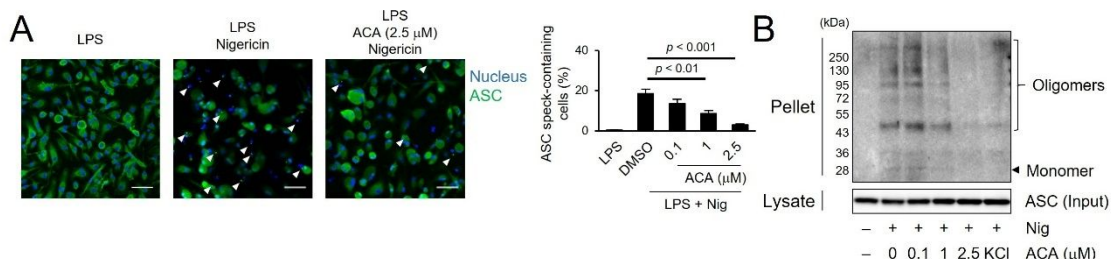 A
LPS
LPS
Nigericin
LPS
ACA (2.5 μM)
Nigericin
Nucleus
ASC
ASC speck-containing
cells (%)
40
20
0
p < 0.001
p < 0.01
LPS
DMSO
0.1
1
2.5
ACA (μM)
LPS + Nig
B
(kDa)
Pellet
250
130
95
72
55
43
36
28
Oligomers
Monomer
Lysate
ASC (Input)
– + + + + + Nig
– 0 0.1 1 2.5 KCl ACA (μM)